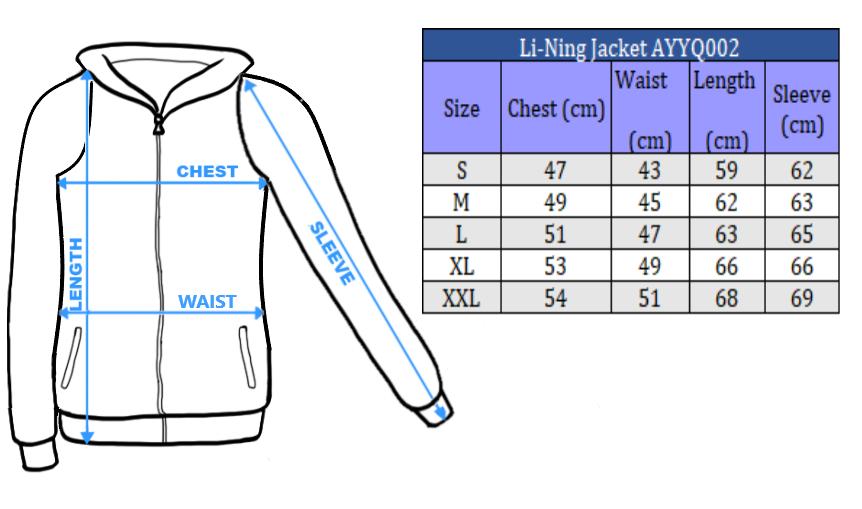 CHEST
LENGTH
WAIST
SLEEVE
Li-Ning Jacket AYYQ002
Size Chest (cm) Waist (cm) Length (cm) Sleeve (cm)
S 47 43 59 62
M 49 45 62 63
L 51 47 63 65
XL 53 49 66 66
XXL 54 51 68 69